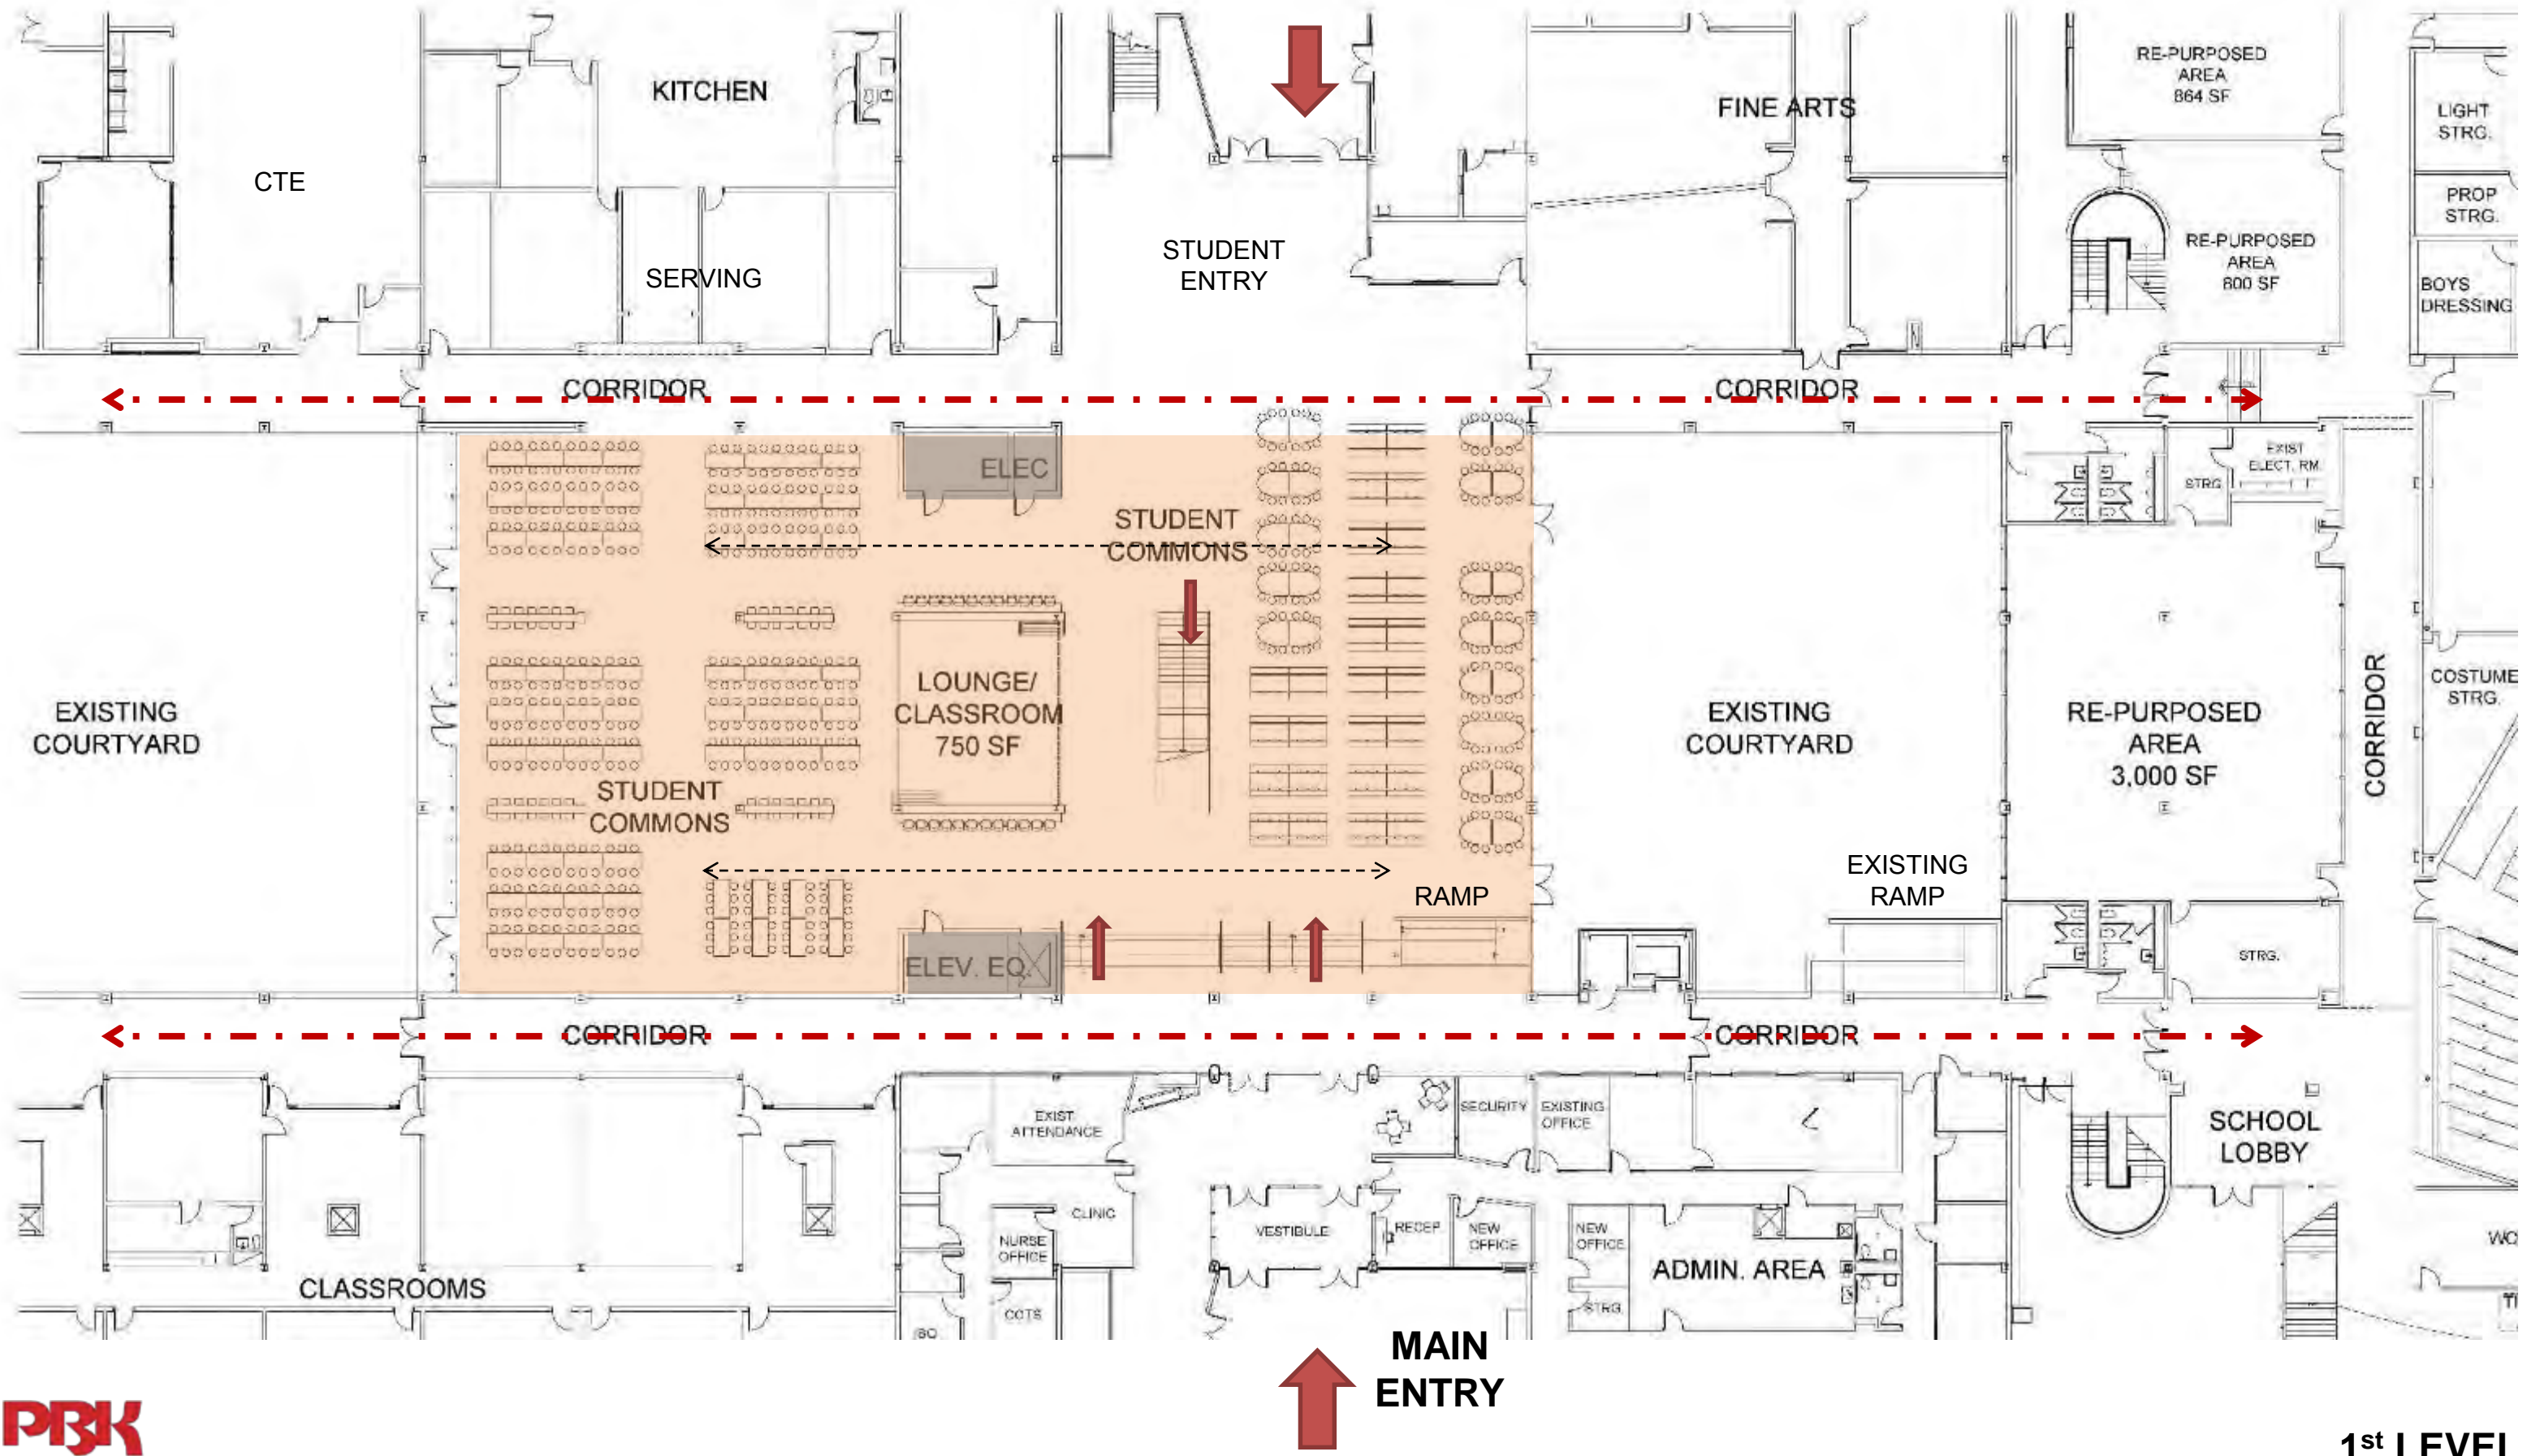 RE-PURPOSED
AREA
864 SF
KITCHEN
FINE ARTS
LIGHT
STRG.
CTE
PROP
STRG.
STUDENT
ENTRY
RE-PURPOSED
AREA
800 SF
SERVING
BOYS
DRESSING
CORRIDOR
CORRIDOR
ELEC
EXIST
ELECT. RM.
STRG
STUDENT
COMMONS
LOUNGE/
CLASSROOM
750 SF
EXISTING
COURTYARD
EXISTING
COURTYARD
RE-PURPOSED
AREA
3,000 SF
CORRIDOR
COSTUME
STRG.
STUDENT
COMMONS
RAMP
EXISTING
RAMP
ELEV. EQ.
STRG.
CORRIDOR
CORRIDOR
EXIST.
ATTENDANCE
SECURITY
EXISTING
OFFICE
SCHOOL
LOBBY
CLINIC
NURSE
OFFICE
VESTIBULE
RECEP.
NEW
OFFICE
NEW
OFFICE
ADMIN. AREA
WO
CLASSROOMS
CCTS
STRG.
MAIN
ENTRY
PBK
1st LEVEL